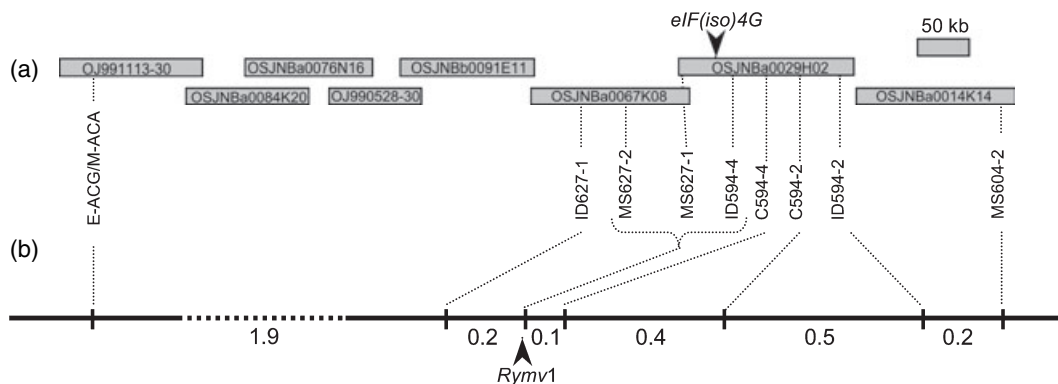 eIF(iso)4G
50 kb
(a)
OJ991113-30
OSJNBa0076N16
OSJNBb0091E11
OSJNBa0029H02
OSJNBa0084K20
OJ990528-30
OSJNBa0067K08
OSJNBa0014K14
E-ACG/M-ACA
ID627-1
MS627-2
MS627-1
ID594-4
C594-4
C594-2
ID594-2
MS604-2
(b)
1.9
0.2
0.1
0.4
0.5
0.2
Rymv1